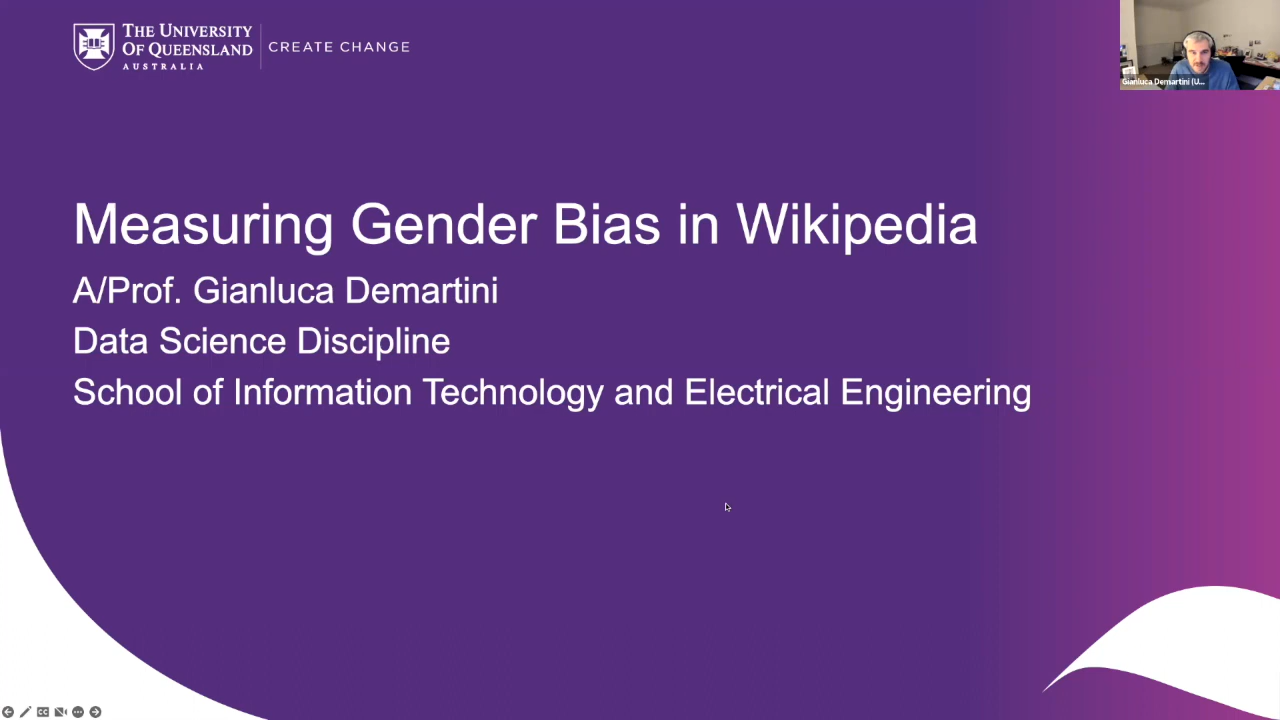 THE UNIVERSITY
OF QUEENSLAND
AUSTRALIA
CREATE CHANGE
Gianluca Demartini (U...
Measuring Gender Bias in Wikipedia
A/Prof. Gianluca Demartini
Data Science Discipline
School of Information Technology and Electrical Engineering
CC